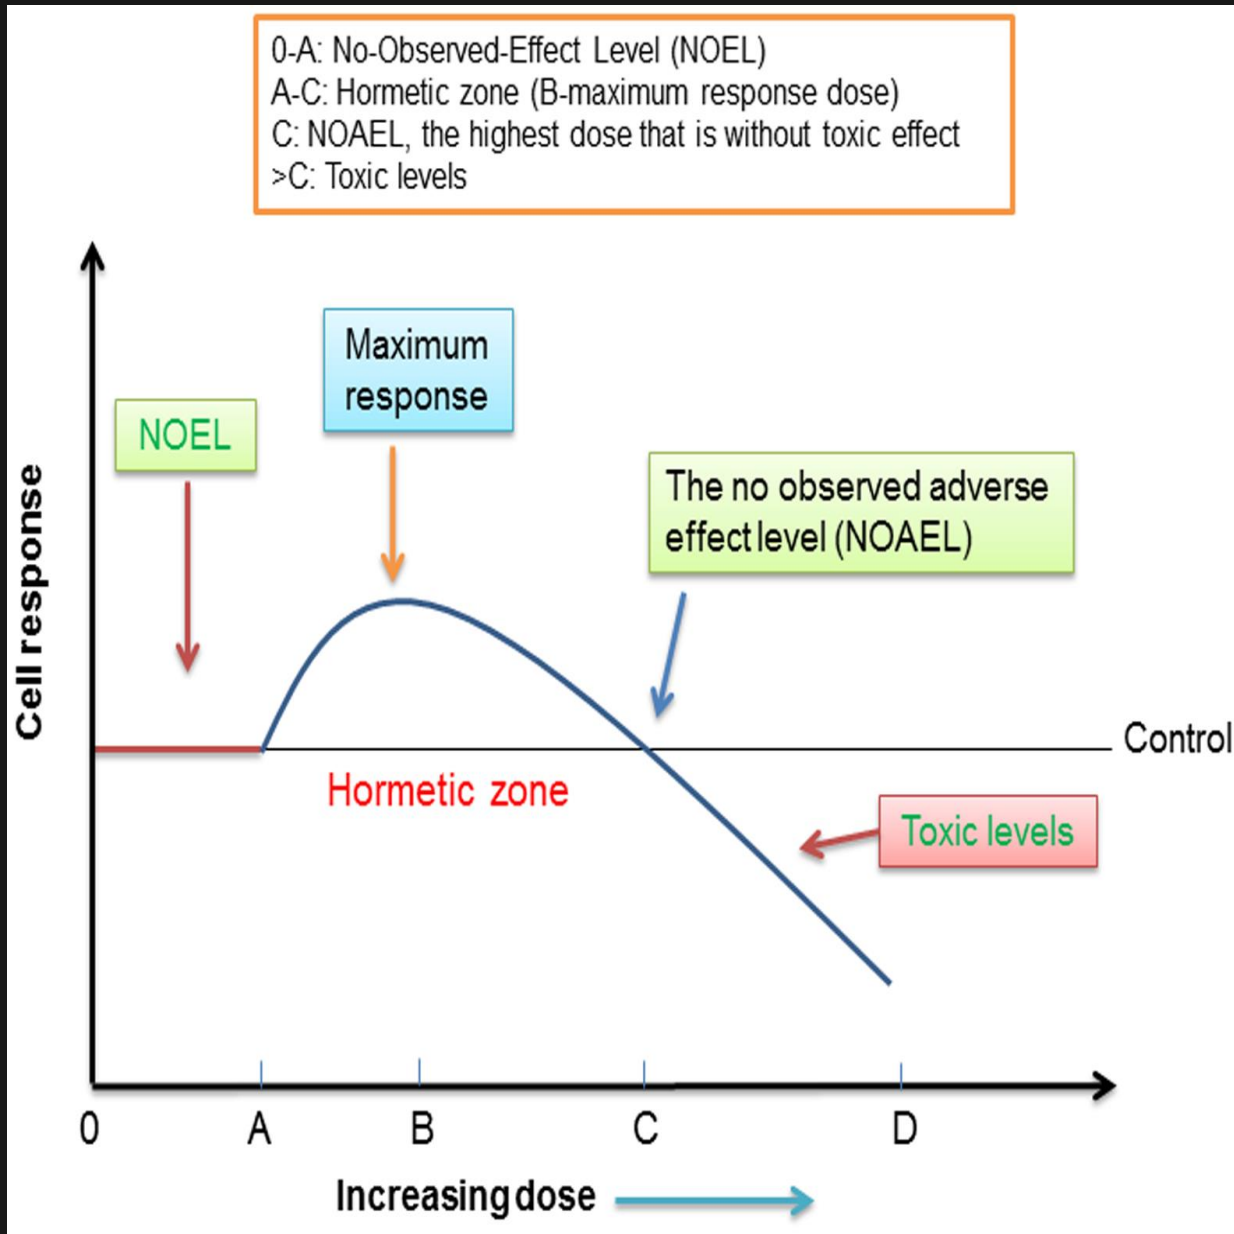 0-A: No-Observed-Effect Level (NOEL)
A-C: Hormetic zone (B-maximum response dose)
C: NOAEL, the highest dose that is without toxic effect
>C: Toxic levels
Maximum
response
NOEL
The no observed adverse
effect level (NOAEL)
Cell response
Control
Hormetic zone
Toxic levels
0 A B C D
Increasing dose